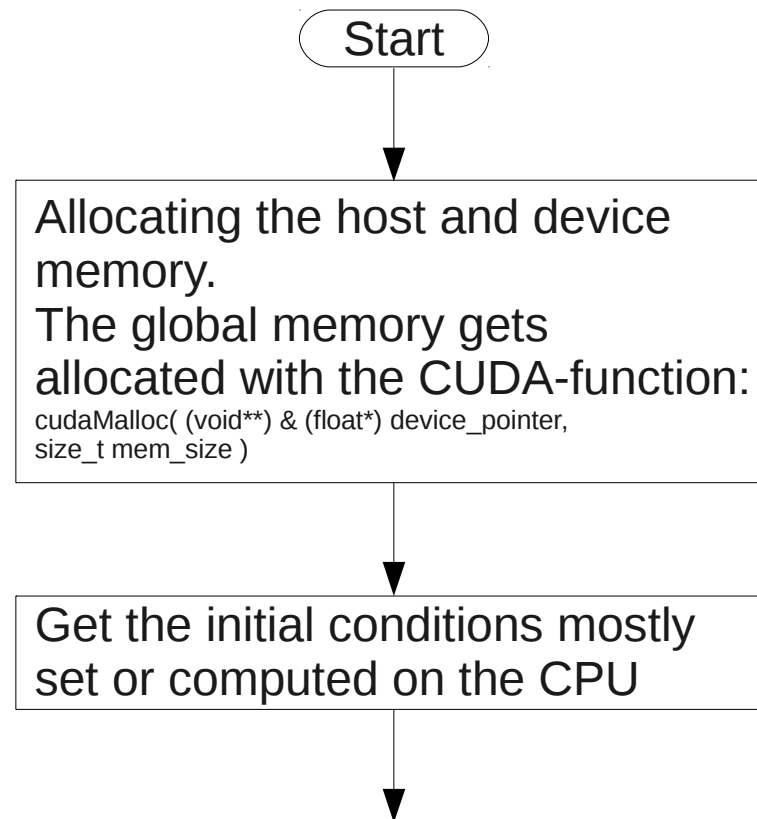 Start
Allocating the host and device
memory.
The global memory gets
allocated with the CUDA-function:
cudaMalloc( (void**) & (float*) device_pointer,
size_t mem_size )
Get the initial conditions mostly
set or computed on the CPU